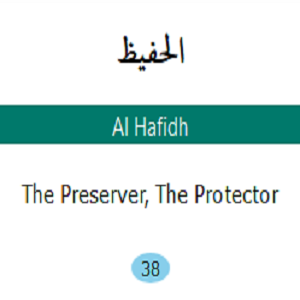 الحفيظ
Al Hafidh
The Preserver, The Protector
38